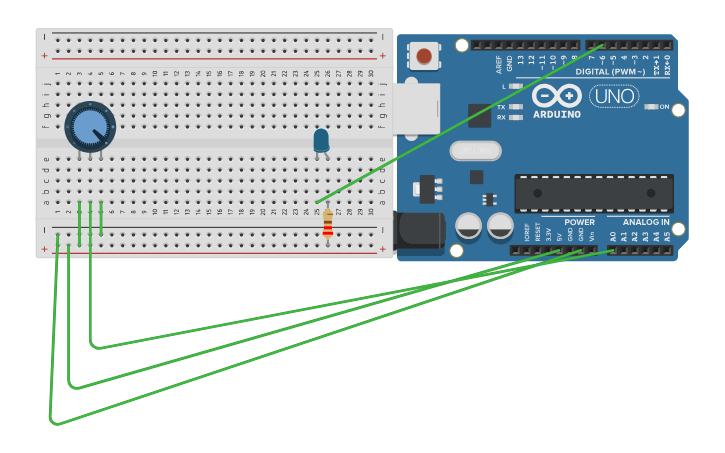 − −
+ +
1 2 3 4 5 6 7 8 9 10 11 12 13 14 15 16 17 18 19 20 21 22 23 24 25 26 27 28 29 30
j j
i i
h h
g g
f f
e e
d d
c c
b b
a a
1 2 3 4 5 6 7 8 9 10 11 12 13 14 15 16 17 18 19 20 21 22 23 24 25 26 27 28 29 30
− −
+ +
AREF
GND
13
12
~11
~10
~9
8
7
~6
~5
4
~3
2
TX→1
RX←0
DIGITAL (PWM~)
L
TX
RX
ARDUINO
UNO
ON
POWER
ANALOG IN
IOREF
RESET
3.3V
5V
GND
GND
Vin
A0
A1
A2
A3
A4
A5